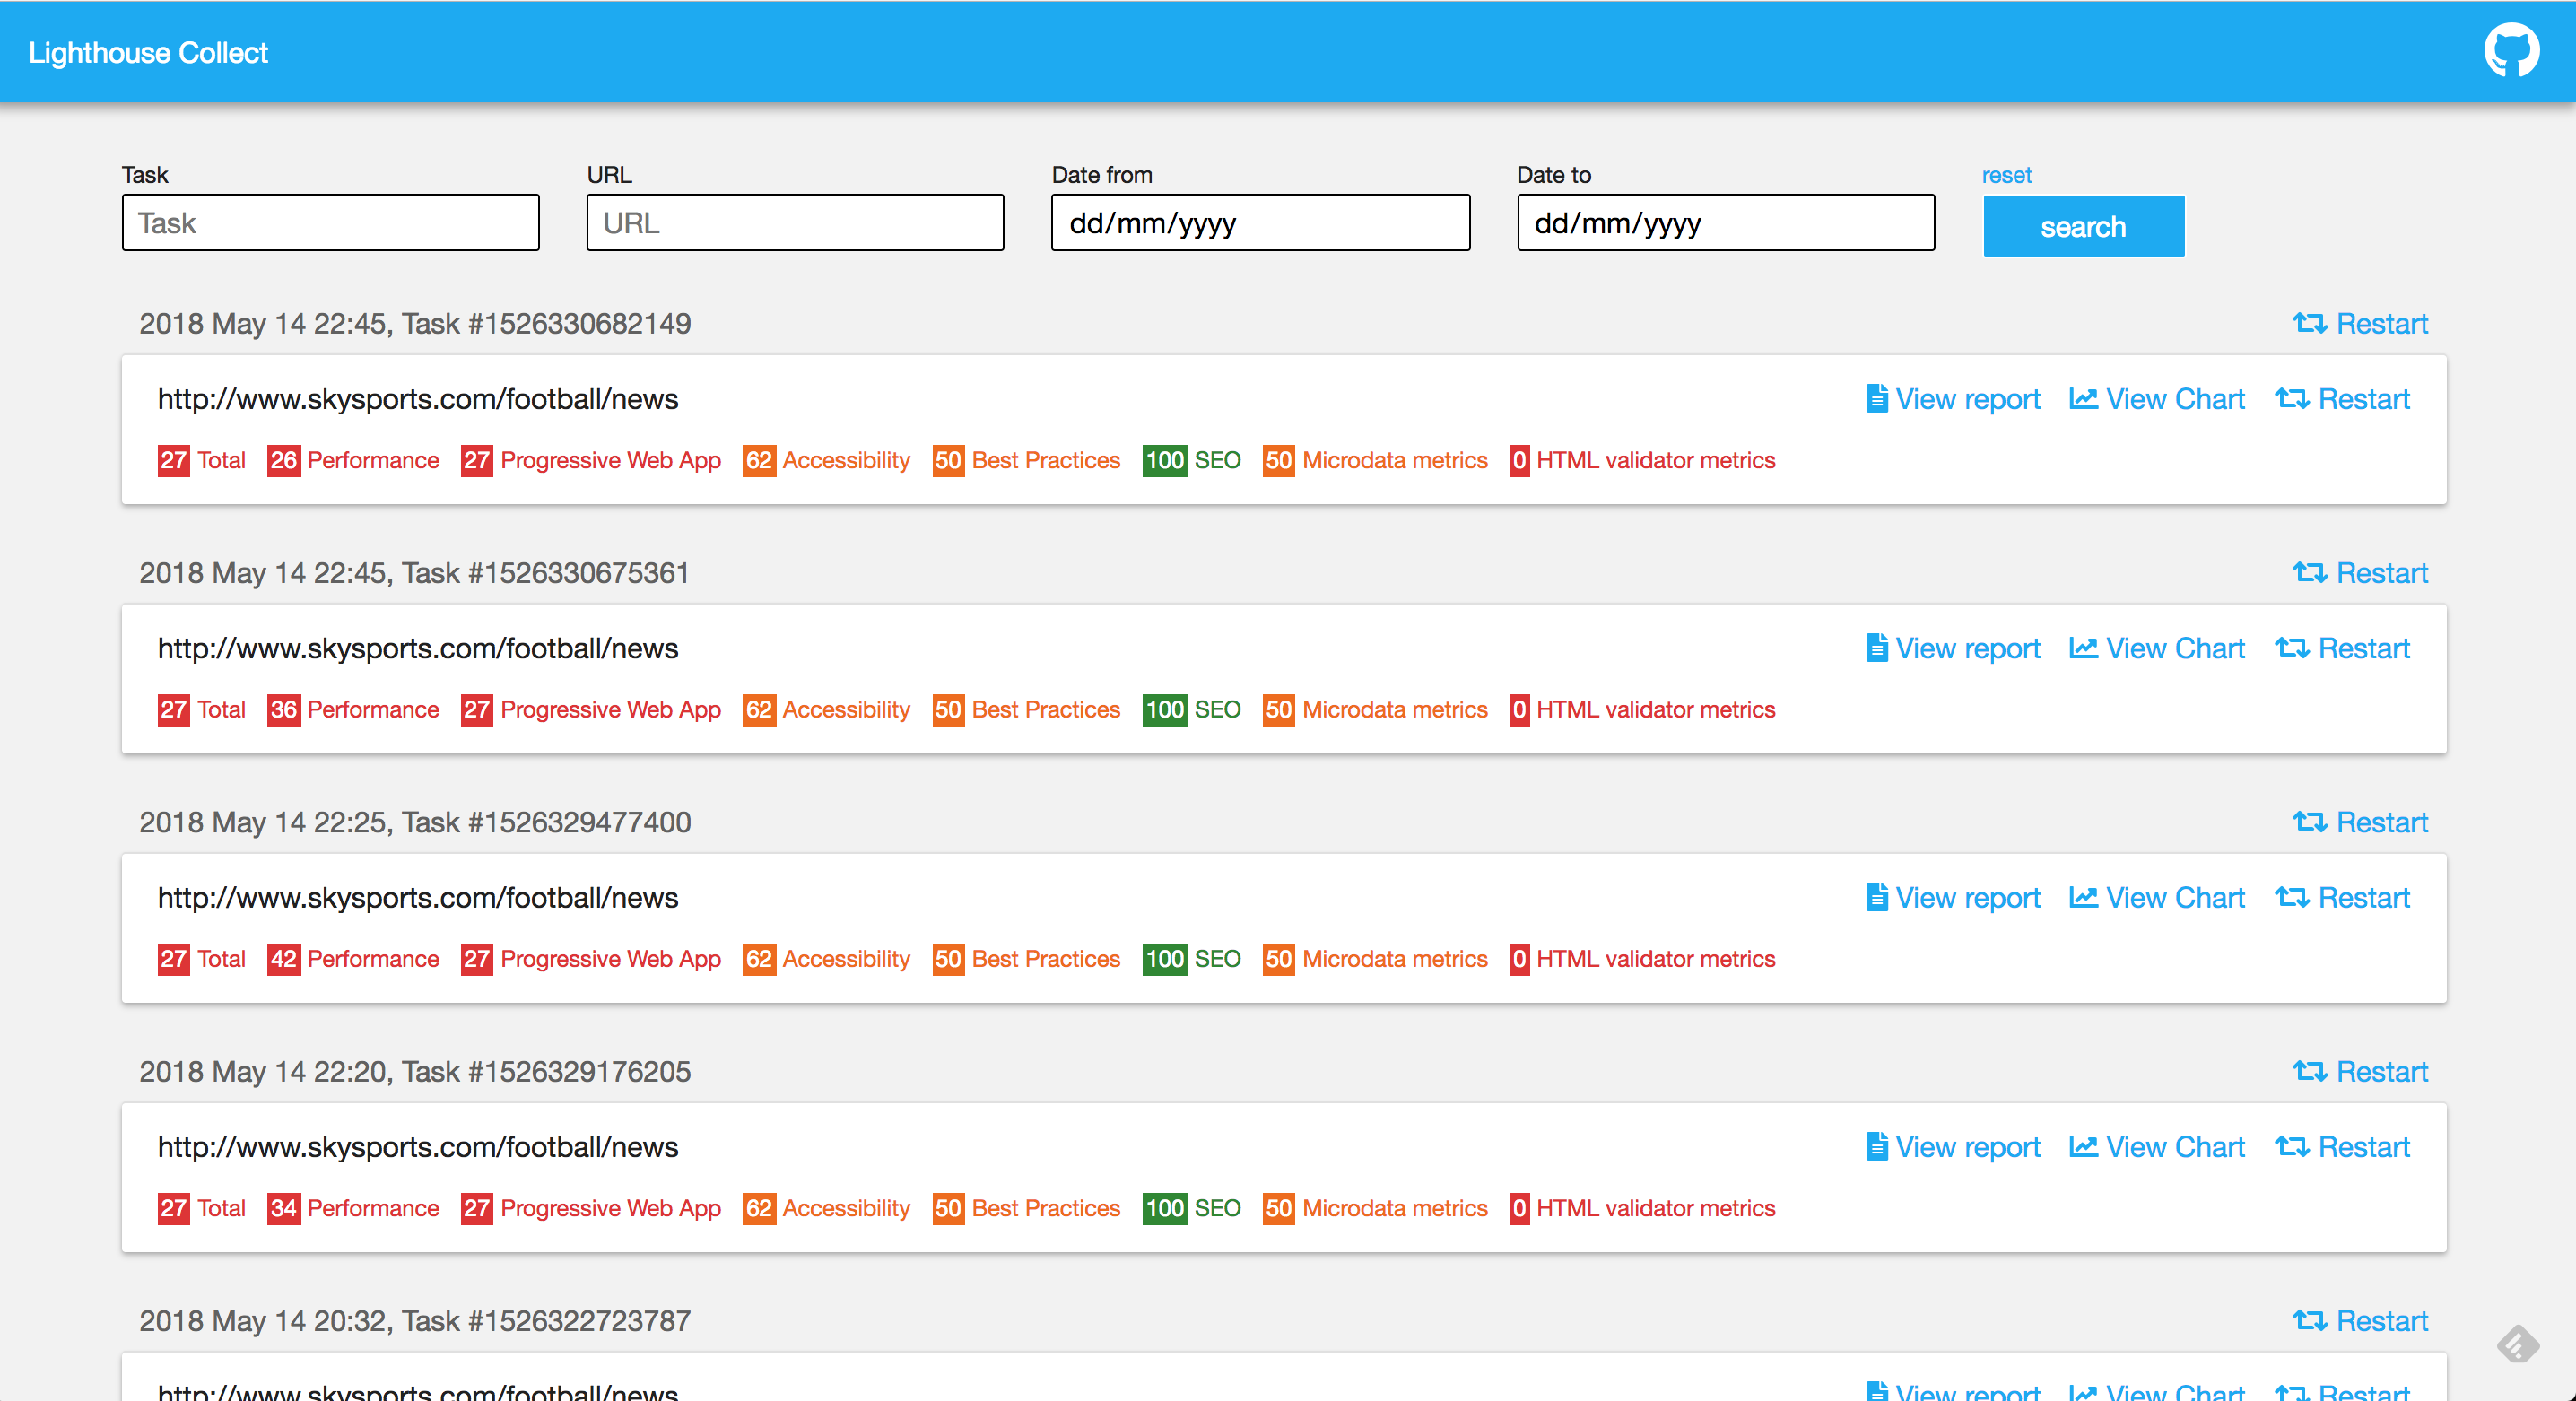 Lighthouse Collect
Task URL Date from Date to reset
Task URL dd/mm/yyyy dd/mm/yyyy search
2018 May 14 22:45, Task #1526330682149 Restart
http://www.skysports.com/football/news View report View Chart Restart
27 Total 26 Performance 27 Progressive Web App 62 Accessibility 50 Best Practices 100 SEO 50 Microdata metrics 0 HTML validator metrics
2018 May 14 22:45, Task #1526330675361 Restart
http://www.skysports.com/football/news View report View Chart Restart
27 Total 36 Performance 27 Progressive Web App 62 Accessibility 50 Best Practices 100 SEO 50 Microdata metrics 0 HTML validator metrics
2018 May 14 22:25, Task #1526329477400 Restart
http://www.skysports.com/football/news View report View Chart Restart
27 Total 42 Performance 27 Progressive Web App 62 Accessibility 50 Best Practices 100 SEO 50 Microdata metrics 0 HTML validator metrics
2018 May 14 22:20, Task #1526329176205 Restart
http://www.skysports.com/football/news View report View Chart Restart
27 Total 34 Performance 27 Progressive Web App 62 Accessibility 50 Best Practices 100 SEO 50 Microdata metrics 0 HTML validator metrics
2018 May 14 20:32, Task #1526322723787 Restart
http://www.skysports.com/football/news View report View Chart Restart